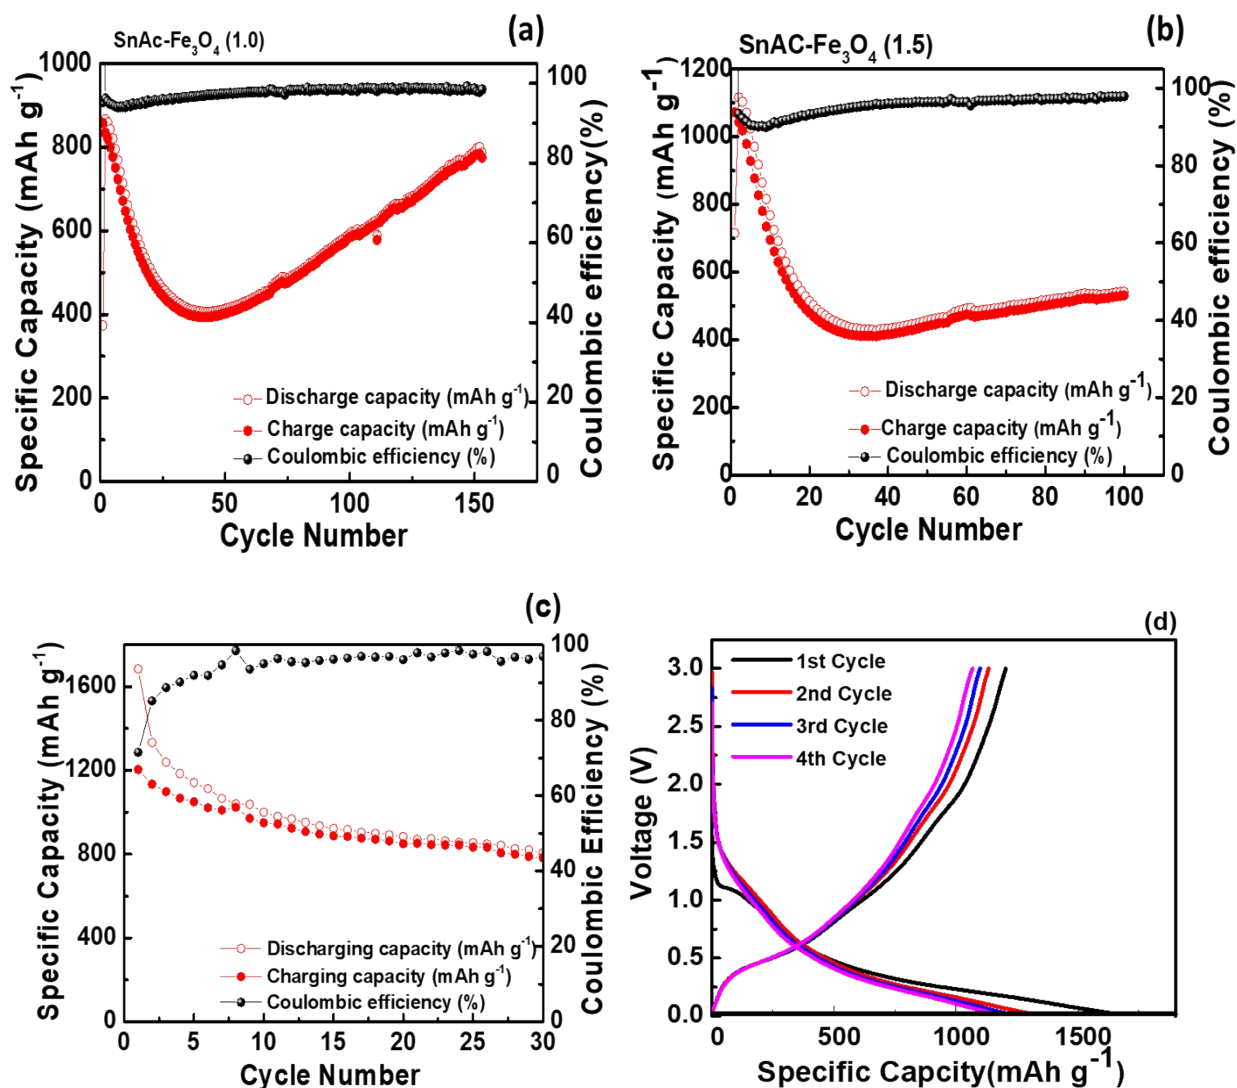 (a)
SnAc-Fe₃O₄ (1.0)
1000
800
600
400
200
0
Specific Capacity (mAh g⁻¹)
100
80
60
40
20
0
Coulombic efficiency(%)
Discharge capacity (mAh g⁻¹)
Charge capacity (mAh g⁻¹)
Coulombic efficiency (%)
0 50 100 150
Cycle Number
(b)
SnAC-Fe₃O₄ (1.5)
1200
1000
800
600
400
200
0
Specific Capacity (mAh g⁻¹)
100
80
60
40
20
0
Coulombic efficiency (%)
Discharge capacity (mAh g⁻¹)
Charge capacity (mAh g⁻¹)
Coulombic efficiency (%)
0 20 40 60 80 100
Cycle Number
(c)
1600
1200
800
400
0
Specific Capacity (mAh g⁻¹)
100
80
60
40
20
0
Coulombic Efficiency (%)
Discharging capacity (mAh g⁻¹)
Charging capacity (mAh g⁻¹)
Coulombic efficiency (%)
0 5 10 15 20 25 30
Cycle Number
(d)
3.0
2.5
2.0
1.5
1.0
0.5
0.0
Voltage (V)
1st Cycle
2nd Cycle
3rd Cycle
4th Cycle
0 500 1000 1500
Specific Capcity(mAh g⁻¹)